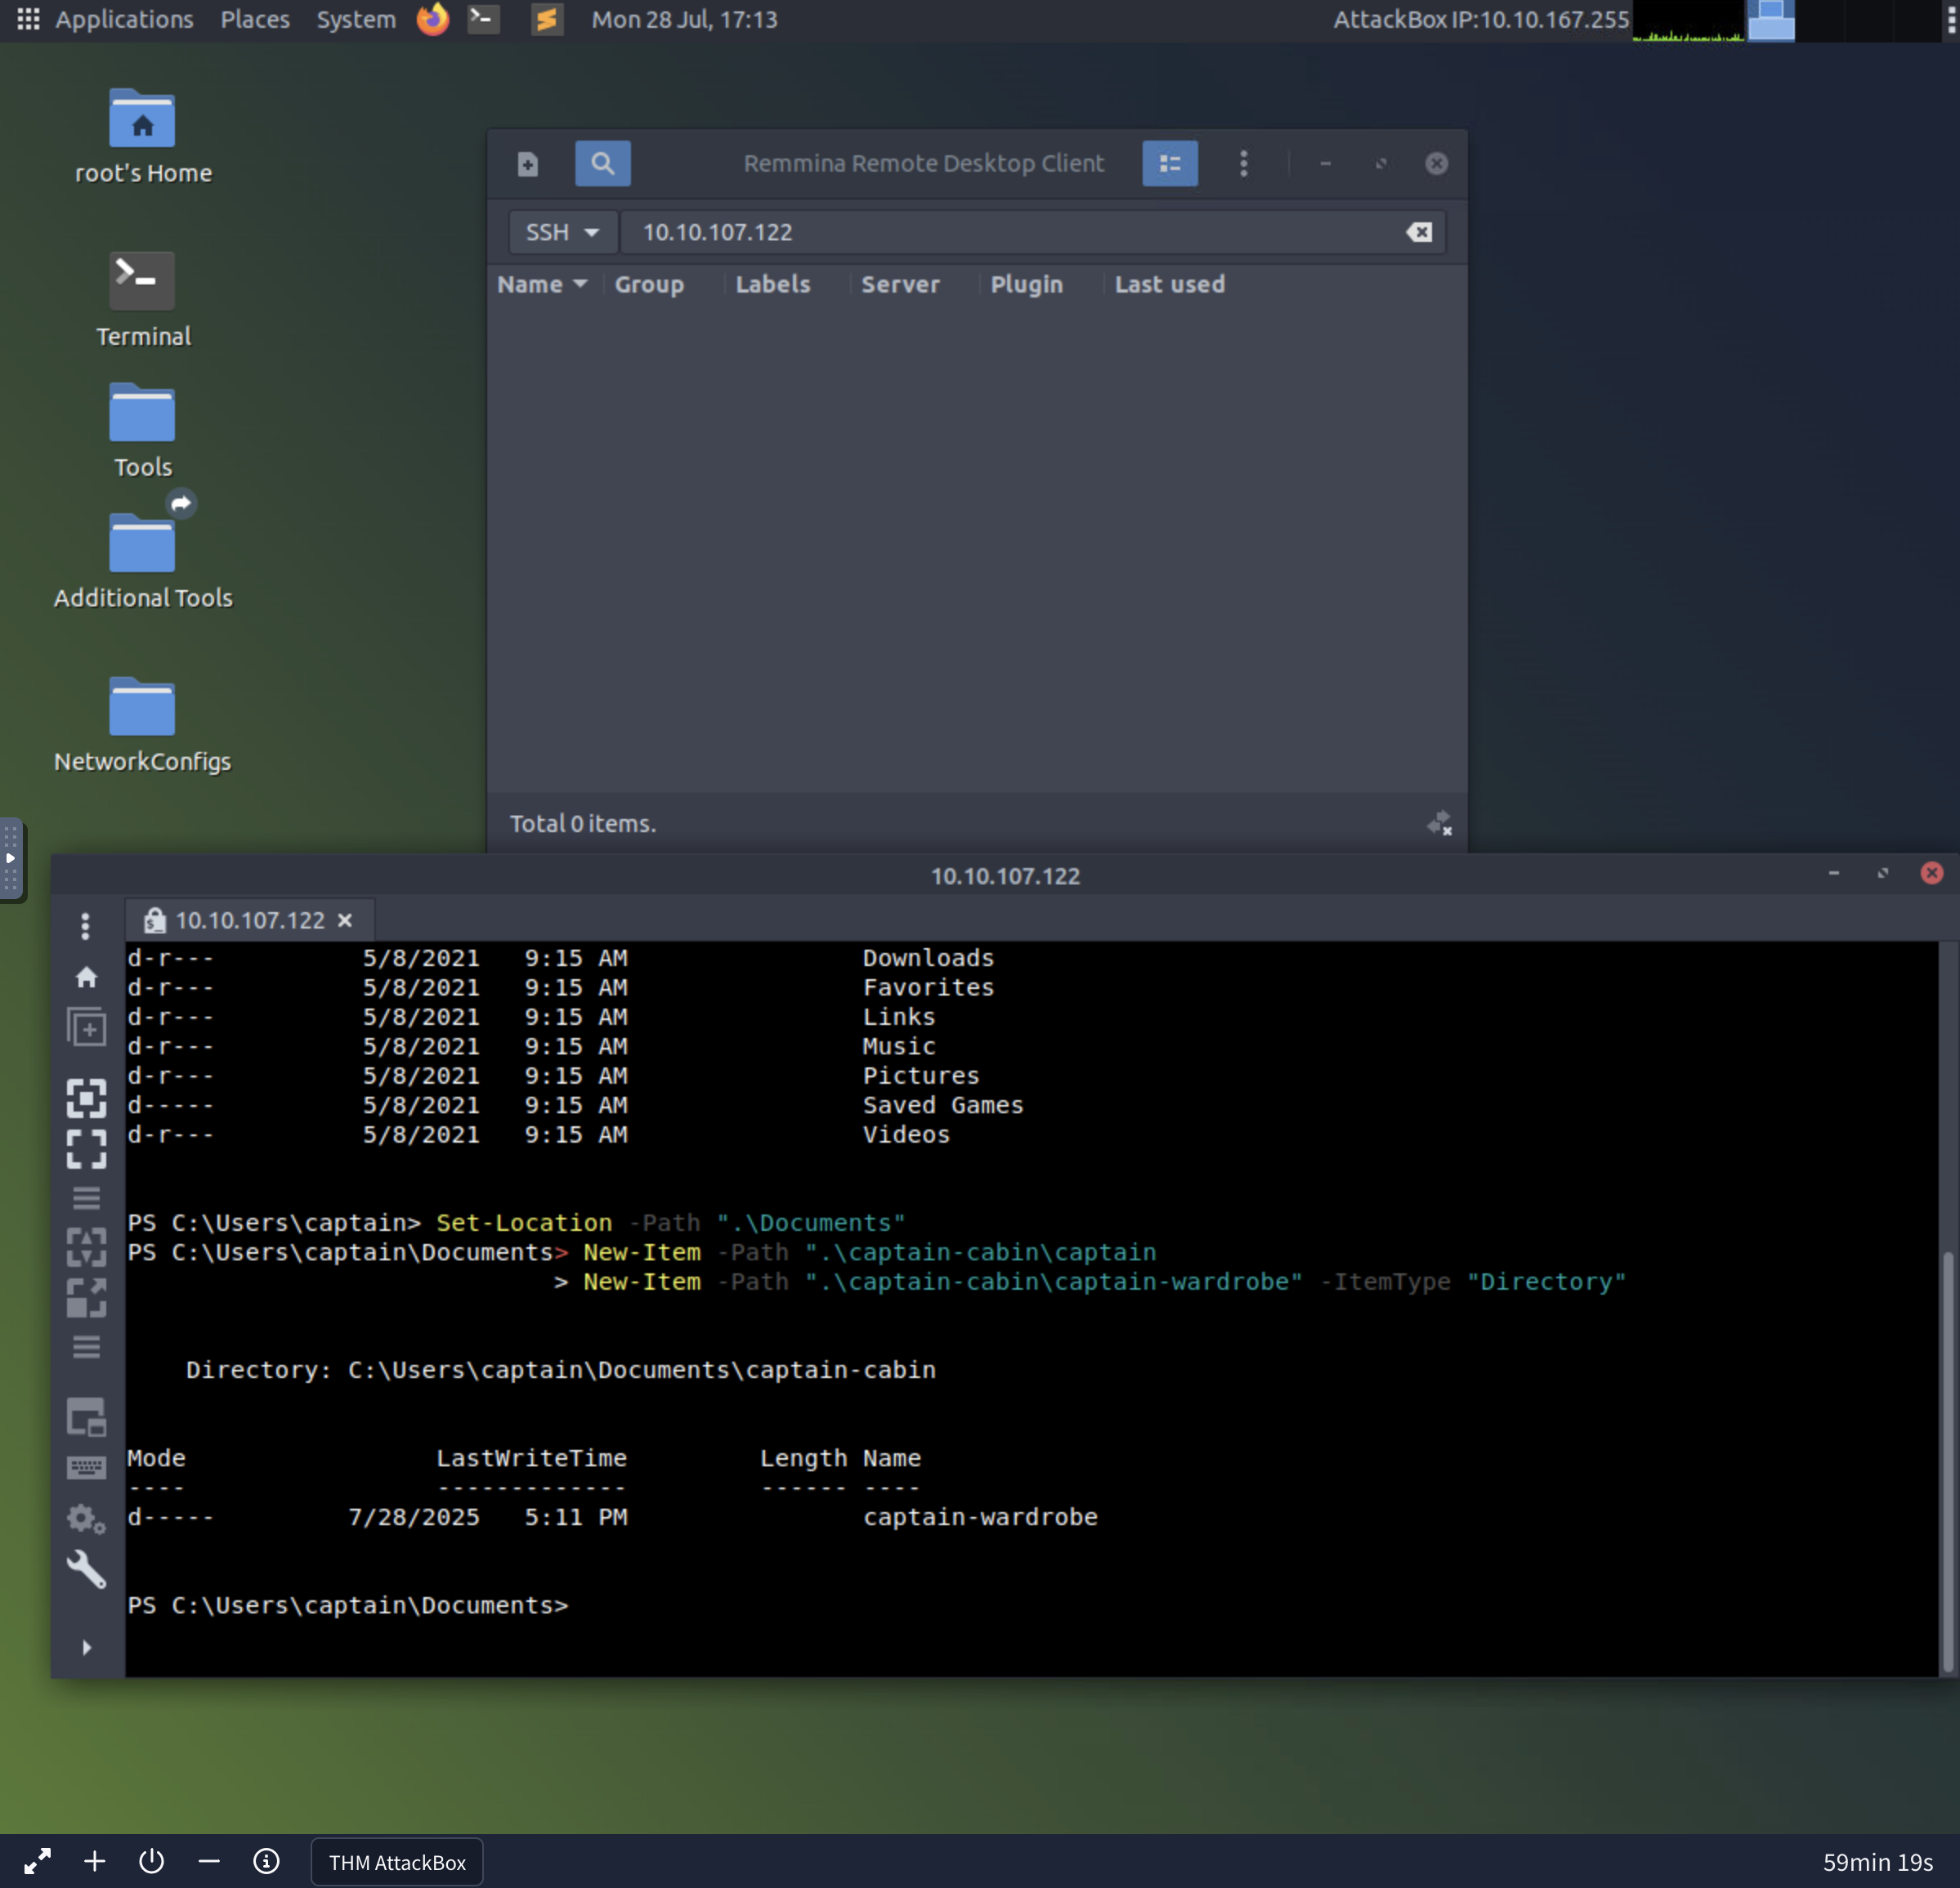 Applications Places System Mon 28 Jul, 17:13 AttackBox IP:10.10.167.255
root's Home
Terminal
Tools
Additional Tools
NetworkConfigs
Remmina Remote Desktop Client
SSH 10.10.107.122
Name Group Labels Server Plugin Last used
Total 0 items.
10.10.107.122
10.10.107.122
d-r---          5/8/2021   9:15 AM                Downloads
d-r---          5/8/2021   9:15 AM                Favorites
d-r---          5/8/2021   9:15 AM                Links
d-r---          5/8/2021   9:15 AM                Music
d-r---          5/8/2021   9:15 AM                Pictures
d-----          5/8/2021   9:15 AM                Saved Games
d-r---          5/8/2021   9:15 AM                Videos
PS C:\Users\captain> Set-Location -Path ".\Documents"
PS C:\Users\captain\Documents> New-Item -Path ".\captain-cabin\captain
> New-Item -Path ".\captain-cabin\captain-wardrobe" -ItemType "Directory"
Directory: C:\Users\captain\Documents\captain-cabin
Mode                 LastWriteTime         Length Name
----                 -------------         ------ ----
d-----         7/28/2025   5:11 PM                captain-wardrobe
PS C:\Users\captain\Documents>
THM AttackBox
59min 19s